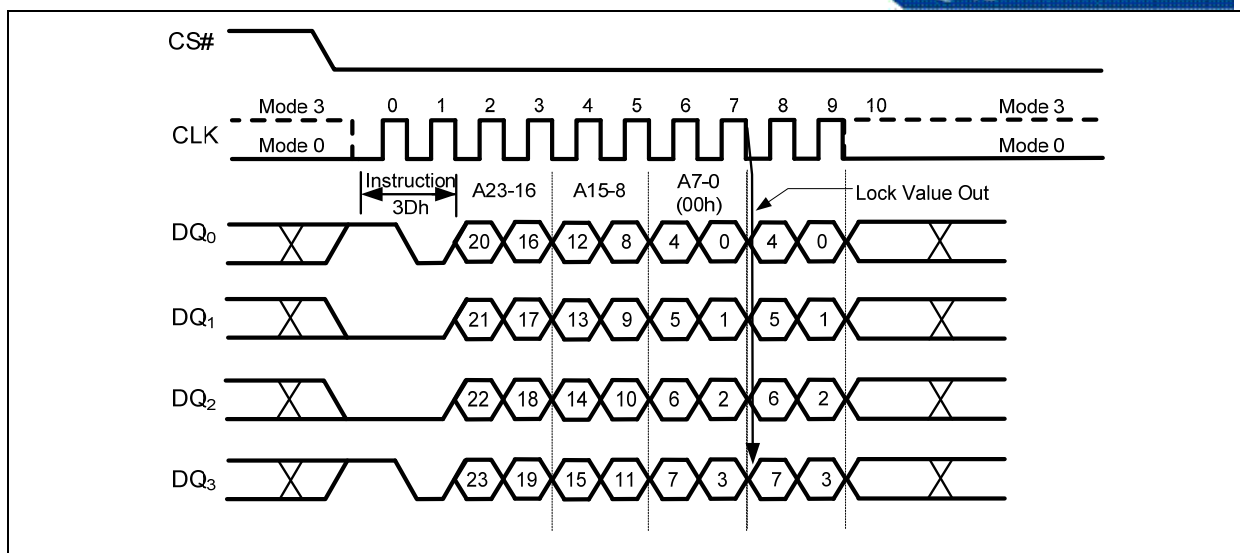 CS#
0 1 2 3 4 5 6 7 8 9 10
Mode 3 Mode 3
CLK
Mode 0 Mode 0
Instruction
3Dh
A23-16 A15-8 A7-0
(00h)
Lock Value Out
DQ0 20 16 12 8 4 0 4 0
DQ1 21 17 13 9 5 1 5 1
DQ2 22 18 14 10 6 2 6 2
DQ3 23 19 15 11 7 3 7 3